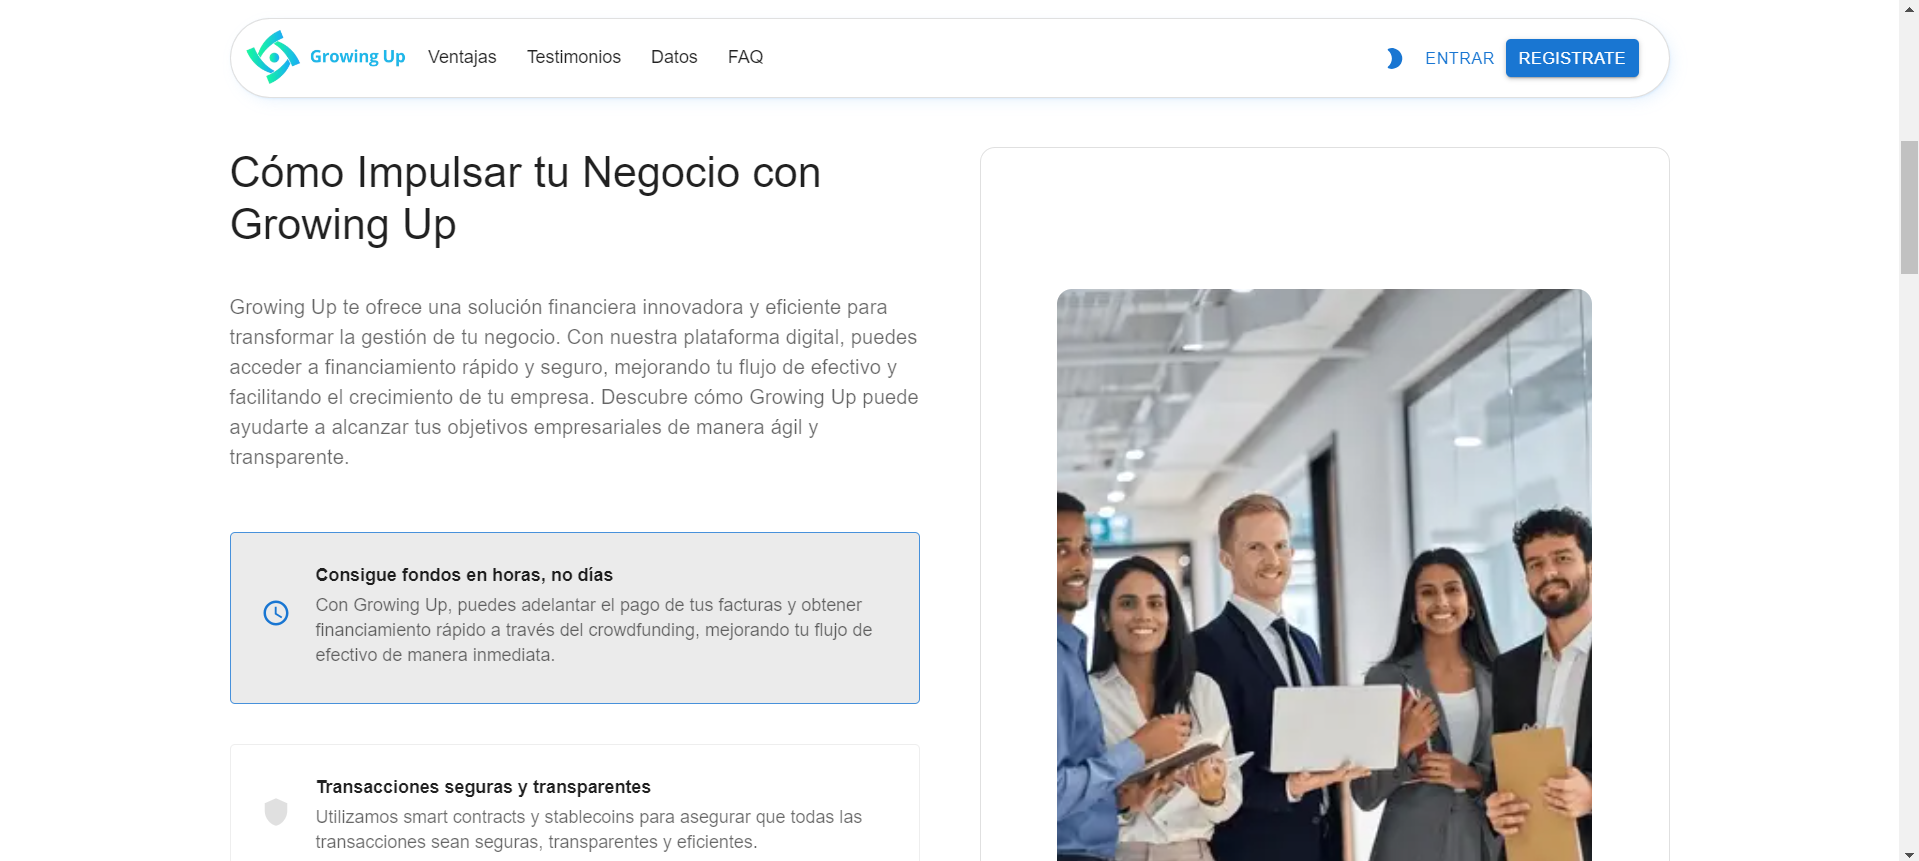 Growing Up Ventajas Testimonios Datos FAQ ENTRAR REGISTRATE
Cómo Impulsar tu Negocio con
Growing Up
Growing Up te ofrece una solución financiera innovadora y eficiente para
transformar la gestión de tu negocio. Con nuestra plataforma digital, puedes
acceder a financiamiento rápido y seguro, mejorando tu flujo de efectivo y
facilitando el crecimiento de tu empresa. Descubre cómo Growing Up puede
ayudarte a alcanzar tus objetivos empresariales de manera ágil y
transparente.
Consigue fondos en horas, no días
Con Growing Up, puedes adelantar el pago de tus facturas y obtener
financiamiento rápido a través del crowdfunding, mejorando tu flujo de
efectivo de manera inmediata.
Transacciones seguras y transparentes
Utilizamos smart contracts y stablecoins para asegurar que todas las
transacciones sean seguras, transparentes y eficientes.